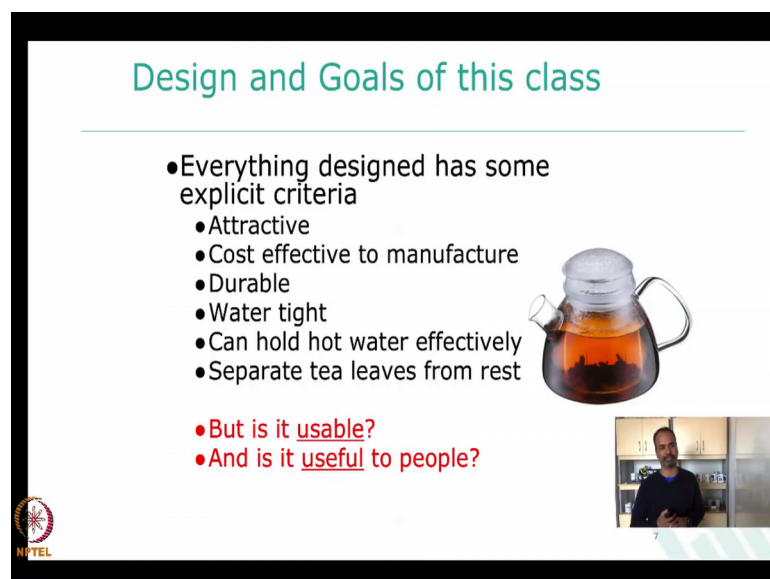 Design and Goals of this class
●Everything designed has some
explicit criteria
●Attractive
●Cost effective to manufacture
●Durable
●Water tight
●Can hold hot water effectively
●Separate tea leaves from rest
●But is it usable?
●And is it useful to people?
7
NPTEL